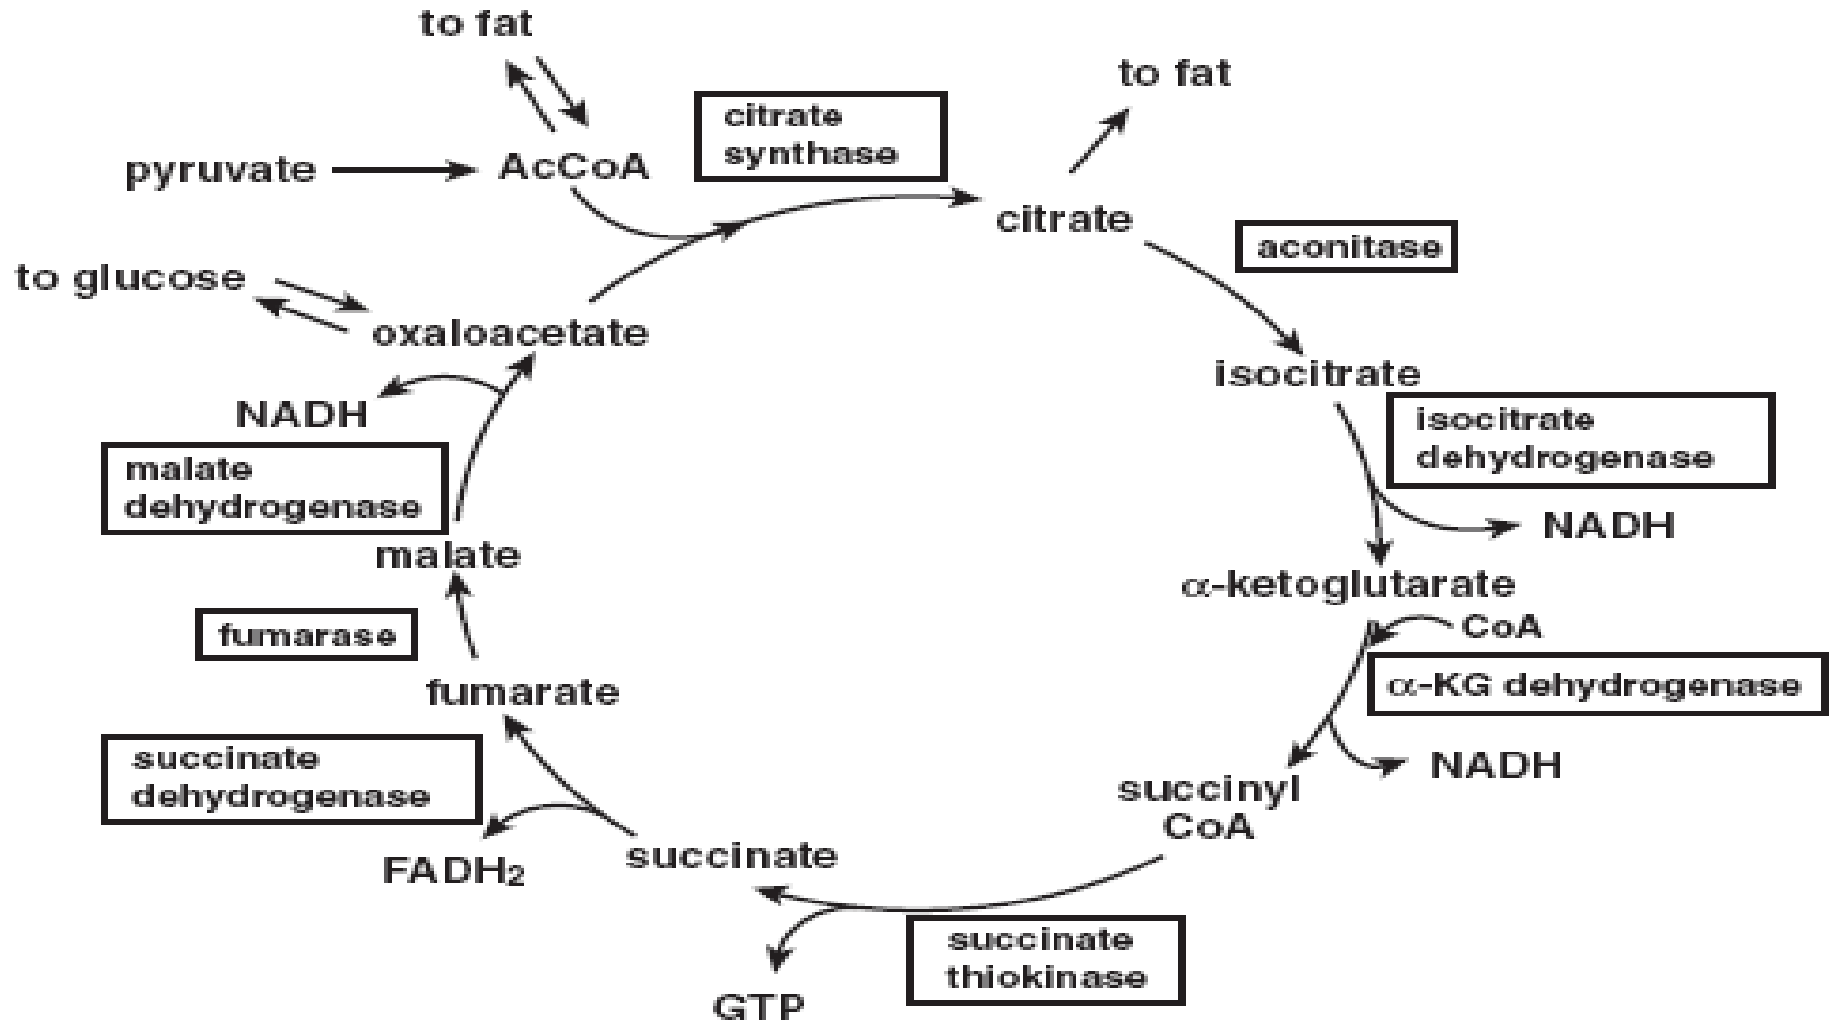 to fat
to fat
citrate
synthase
pyruvate
AcCoA
citrate
aconitase
to glucose
oxaloacetate
isocitrate
NADH
isocitrate
dehydrogenase
malate
dehydrogenase
NADH
malate
α-ketoglutarate
CoA
fumarase
α-KG dehydrogenase
fumarate
succinate
dehydrogenase
NADH
succinyl
CoA
FADH₂
succinate
succinate
thiokinase
GTP